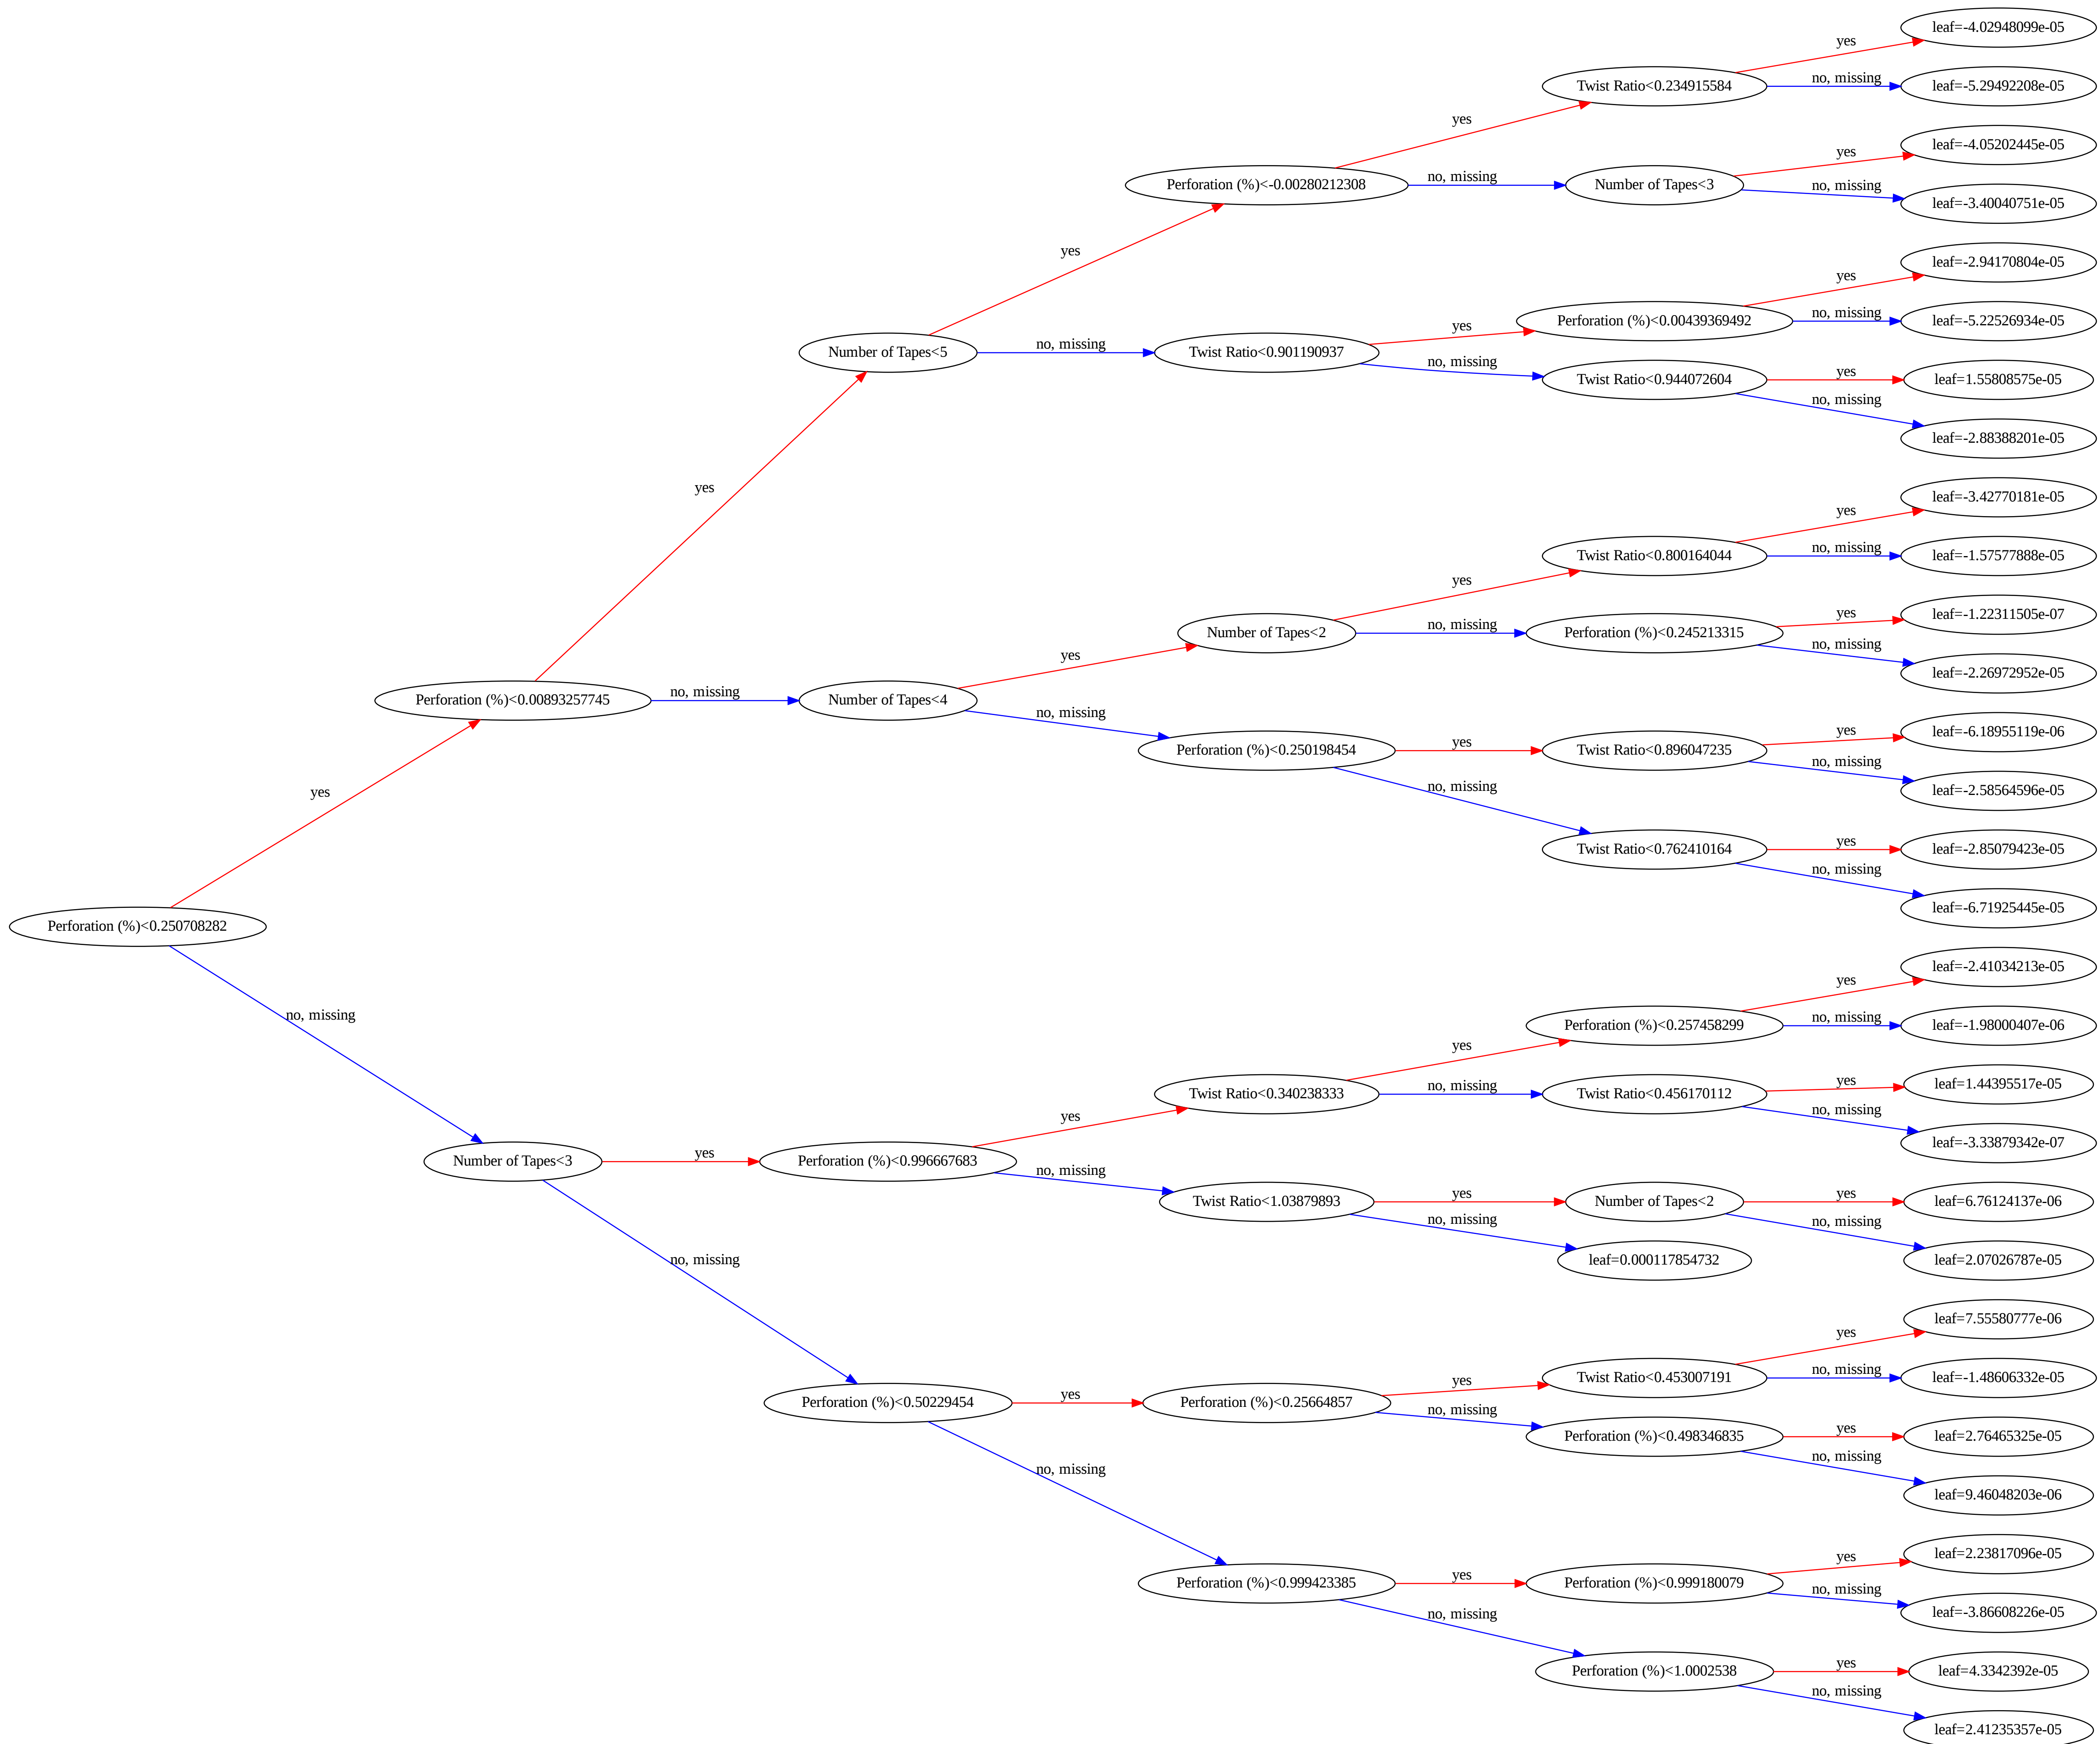 leaf=-4.02948099e-05
yes
Twist Ratio<0.234915584
no, missing
leaf=-5.29492208e-05
yes
leaf=-4.05202445e-05
yes
Perforation (%)<-0.00280212308
no, missing
Number of Tapes<3
no, missing
leaf=-3.40040751e-05
yes
leaf=-2.94170804e-05
yes
Perforation (%)<0.00439369492
no, missing
leaf=-5.22526934e-05
yes
Number of Tapes<5
no, missing
Twist Ratio<0.901190937
no, missing
Twist Ratio<0.944072604
yes
leaf=1.55808575e-05
no, missing
leaf=-2.88388201e-05
yes
leaf=-3.42770181e-05
yes
Twist Ratio<0.800164044
no, missing
leaf=-1.57577888e-05
yes
leaf=-1.22311505e-07
yes
Number of Tapes<2
no, missing
Perforation (%)<0.245213315
no, missing
leaf=-2.26972952e-05
yes
Perforation (%)<0.00893257745
no, missing
Number of Tapes<4
no, missing
leaf=-6.18955119e-06
yes
Perforation (%)<0.250198454
yes
Twist Ratio<0.896047235
no, missing
leaf=-2.58564596e-05
yes
no, missing
Twist Ratio<0.762410164
yes
leaf=-2.85079423e-05
no, missing
leaf=-6.71925445e-05
Perforation (%)<0.250708282
no, missing
leaf=-2.41034213e-05
yes
Perforation (%)<0.257458299
no, missing
leaf=-1.98000407e-06
yes
Twist Ratio<0.340238333
no, missing
Twist Ratio<0.456170112
yes
leaf=1.44395517e-05
yes
no, missing
leaf=-3.33879342e-07
Number of Tapes<3
yes
Perforation (%)<0.996667683
no, missing
Twist Ratio<1.03879893
yes
Number of Tapes<2
yes
leaf=6.76124137e-06
no, missing
leaf=0.000117854732
no, missing
leaf=2.07026787e-05
no, missing
leaf=7.55580777e-06
yes
Twist Ratio<0.453007191
no, missing
leaf=-1.48606332e-05
yes
Perforation (%)<0.50229454
yes
Perforation (%)<0.25664857
no, missing
Perforation (%)<0.498346835
yes
leaf=2.76465325e-05
no, missing
leaf=9.46048203e-06
no, missing
leaf=2.23817096e-05
yes
Perforation (%)<0.999423385
yes
Perforation (%)<0.999180079
no, missing
leaf=-3.86608226e-05
no, missing
Perforation (%)<1.0002538
yes
leaf=4.3342392e-05
no, missing
leaf=2.41235357e-05